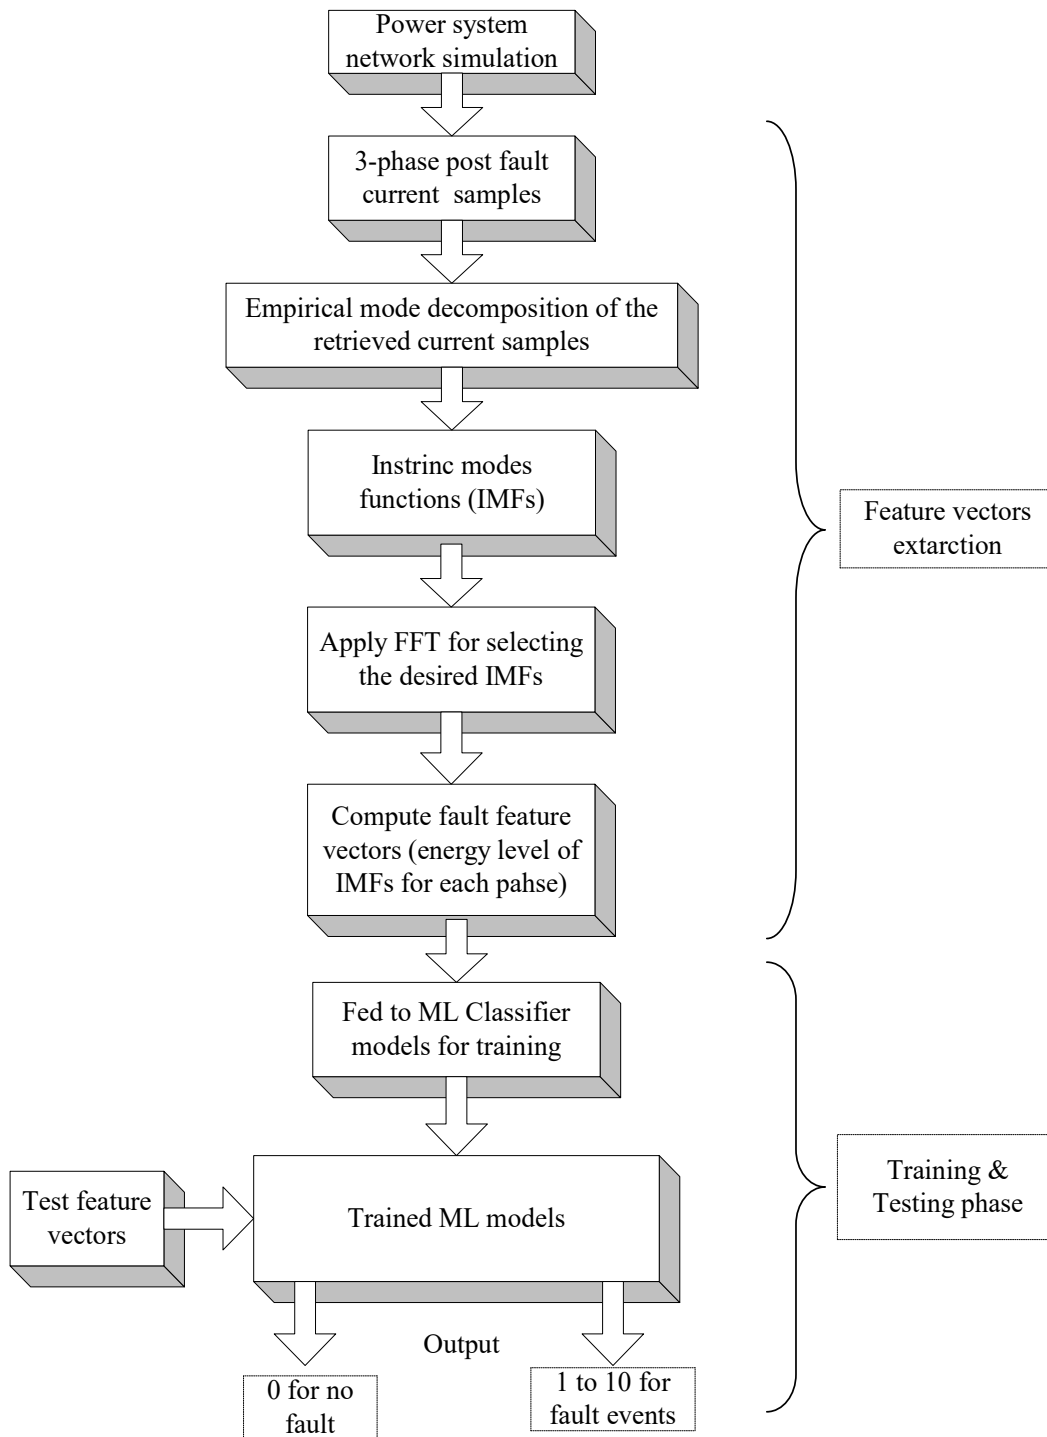 Power system
network simulation
3-phase post fault
current samples
Empirical mode decomposition of the
retrieved current samples
Instrinc modes
functions (IMFs)
Feature vectors
extarction
Apply FFT for selecting
the desired IMFs
Compute fault feature
vectors (energy level of
IMFs for each pahse)
Fed to ML Classifier
models for training
Training &
Testing phase
Test feature
vectors
Trained ML models
Output
0 for no
fault
1 to 10 for
fault events